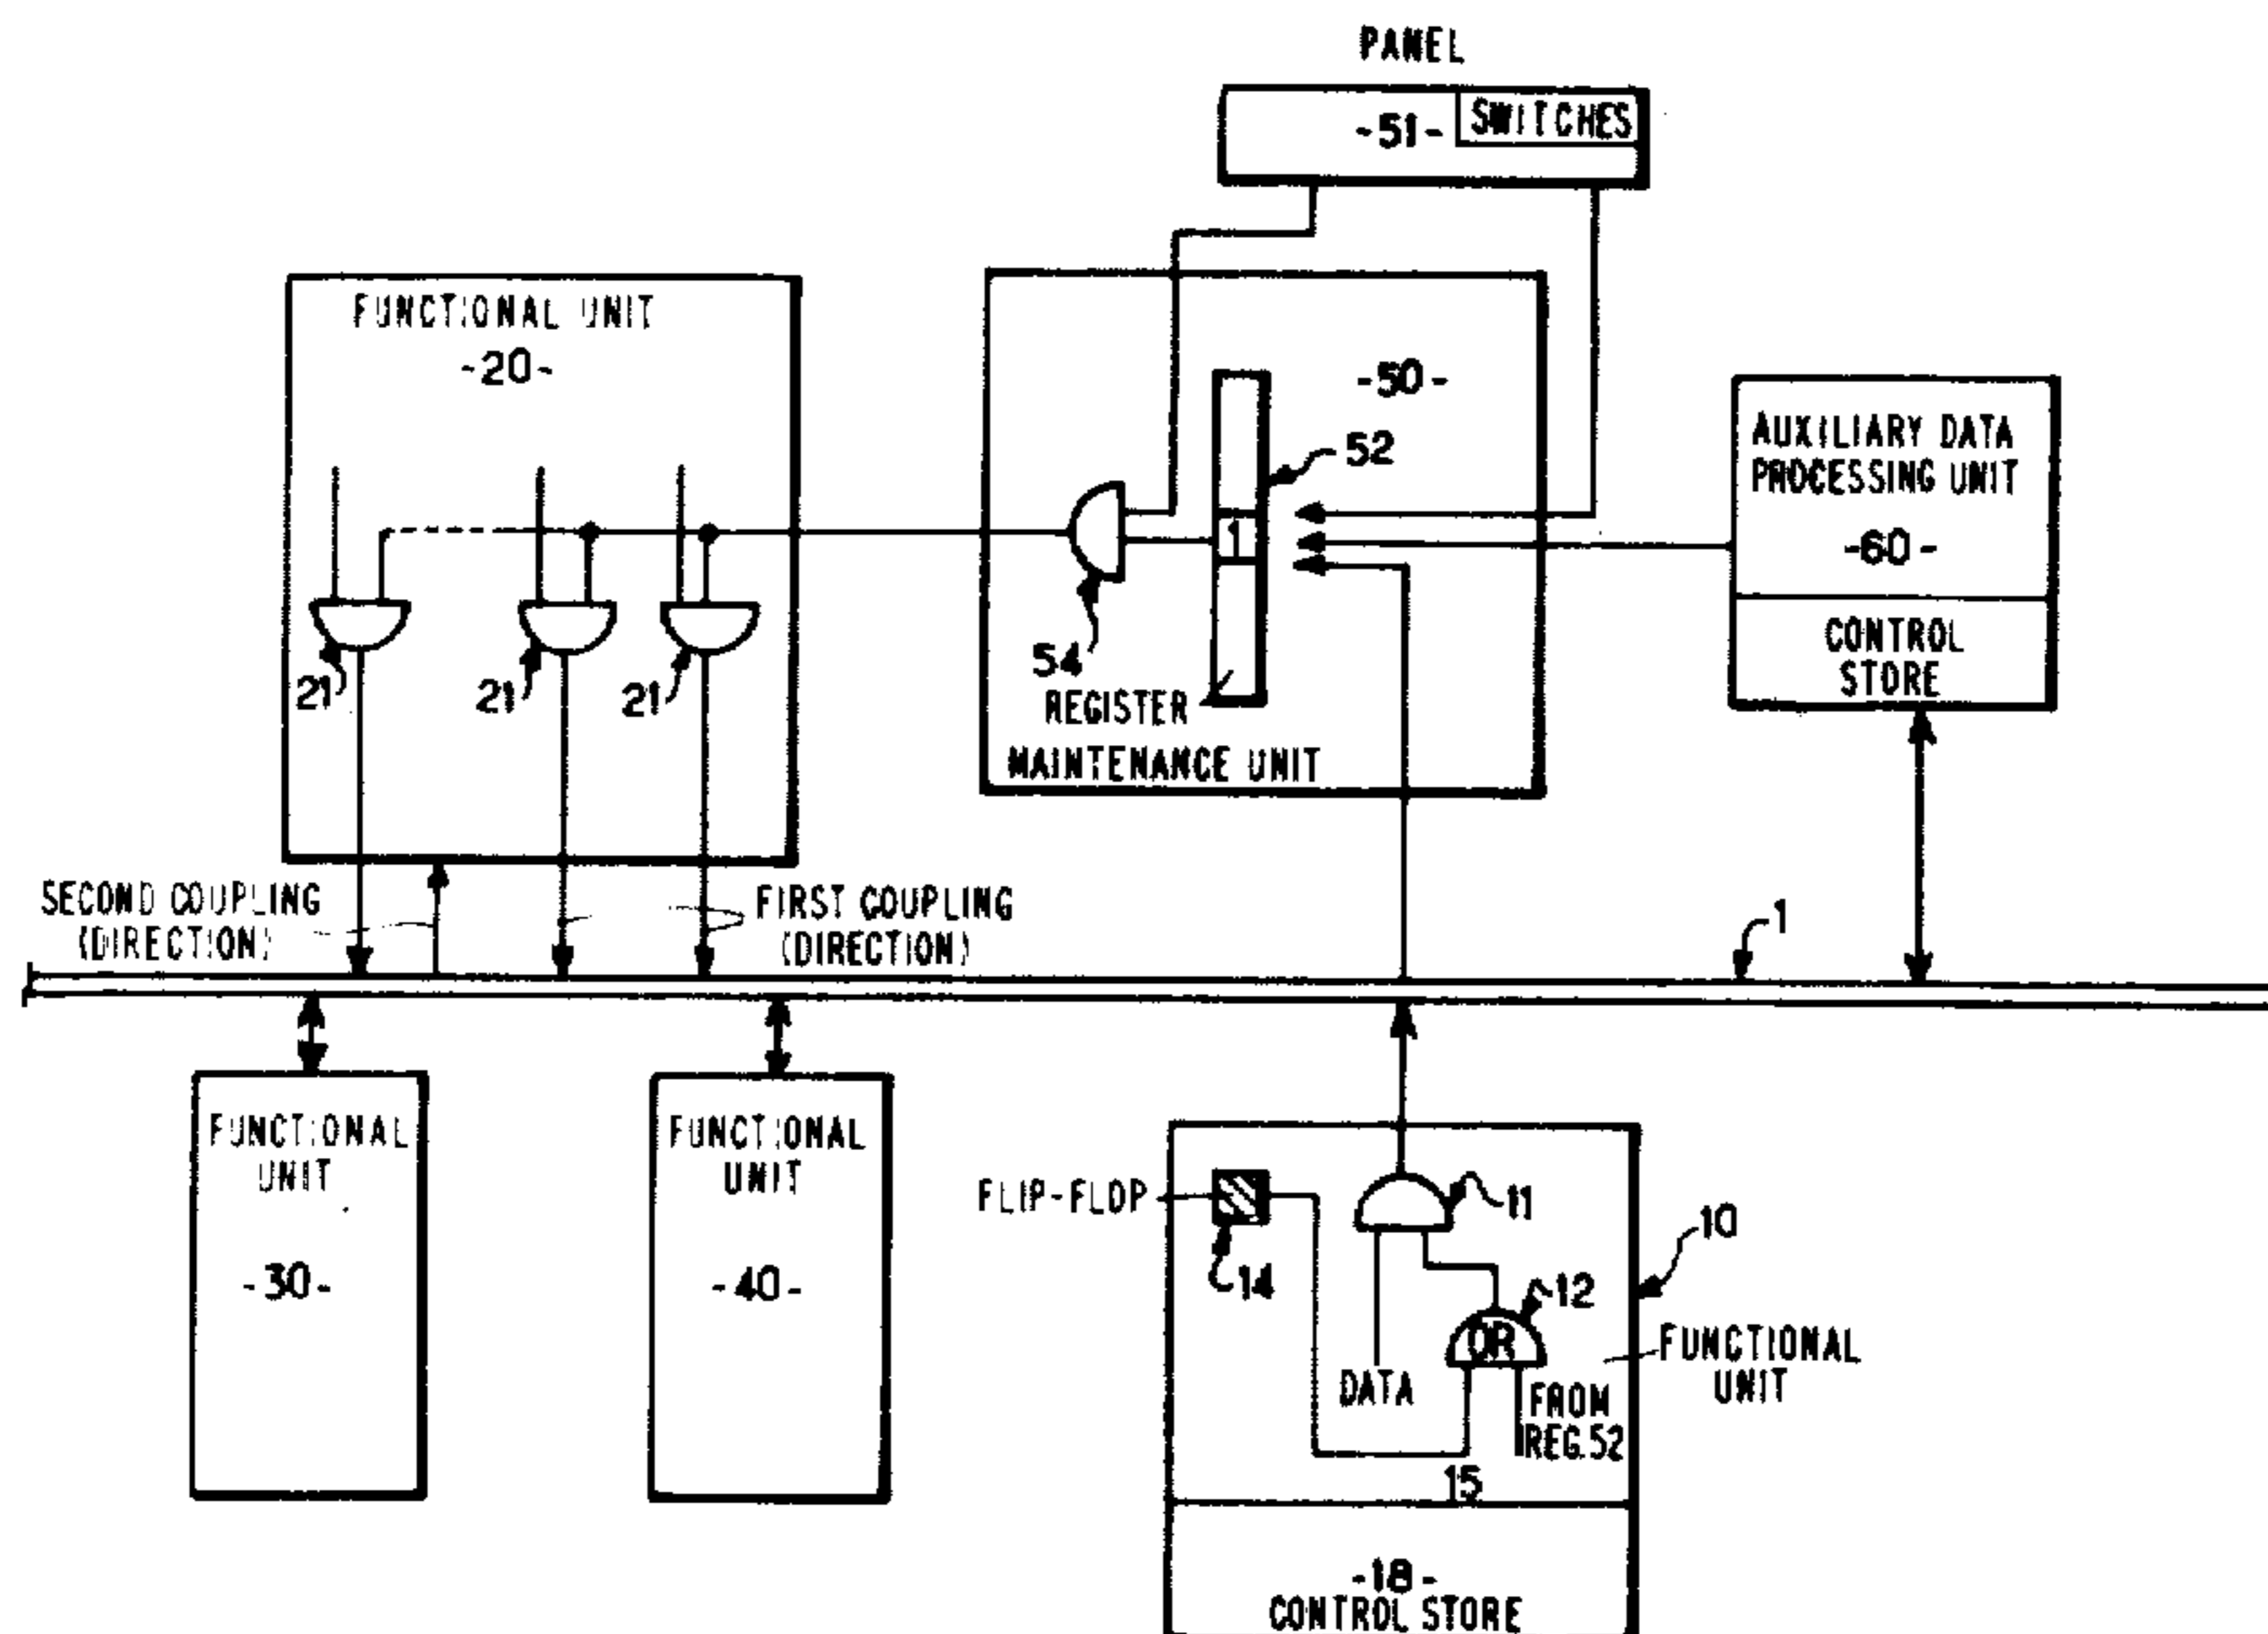 PANEL
-51-
SWITCHES
FUNCTIONAL UNIT
-20-
-50-
52
1
AUXILIARY DATA
PROCESSING UNIT
-60-
CONTROL
STORE
54
REGISTER
MAINTENANCE UNIT
21
21
21
SECOND COUPLING
(DIRECTION)
FIRST COUPLING
(DIRECTION)
1
FUNCTIONAL
UNIT
-30-
FUNCTIONAL
UNIT
-40-
FLIP-FLOP
14
11
10
12
OR
DATA
FROM
REG.52
FUNCTIONAL
UNIT
15
-18-
CONTROL STORE